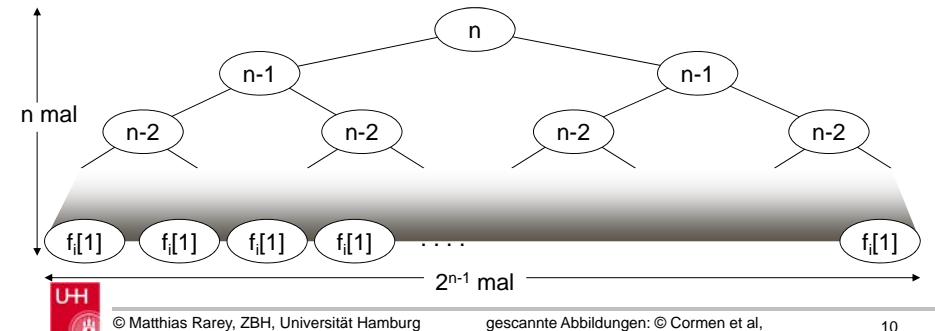 n
n-1 n-1
n mal
n-2 n-2 n-2 n-2
fᵢ[1] fᵢ[1] fᵢ[1] fᵢ[1] . . . . fᵢ[1]
2ⁿ⁻¹ mal
UH
© Matthias Rarey, ZBH, Universität Hamburg gescannte Abbildungen: © Cormen et al, 10